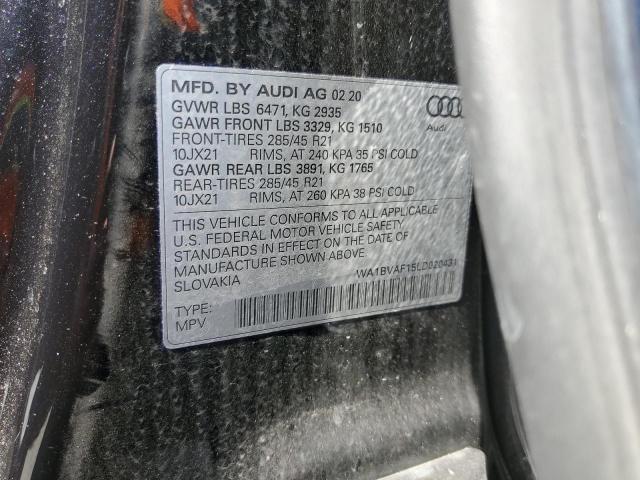 MFD. BY AUDI AG 02 20
GVWR LBS 6471, KG 2935
GAWR FRONT LBS 3329, KG 1510
FRONT-TIRES 285/45 R21
10JX21 RIMS, AT 240 KPA 35 PSI COLD
GAWR REAR LBS 3891, KG 1765
REAR-TIRES 285/45 R21
10JX21 RIMS, AT 260 KPA 38 PSI COLD
Audi
THIS VEHICLE CONFORMS TO ALL APPLICABLE
U.S. FEDERAL MOTOR VEHICLE SAFETY
STANDARDS IN EFFECT ON THE DATE OF
MANUFACTURE SHOWN ABOVE.
SLOVAKIA
WA1BVAF15LD020431
TYPE:
MPV